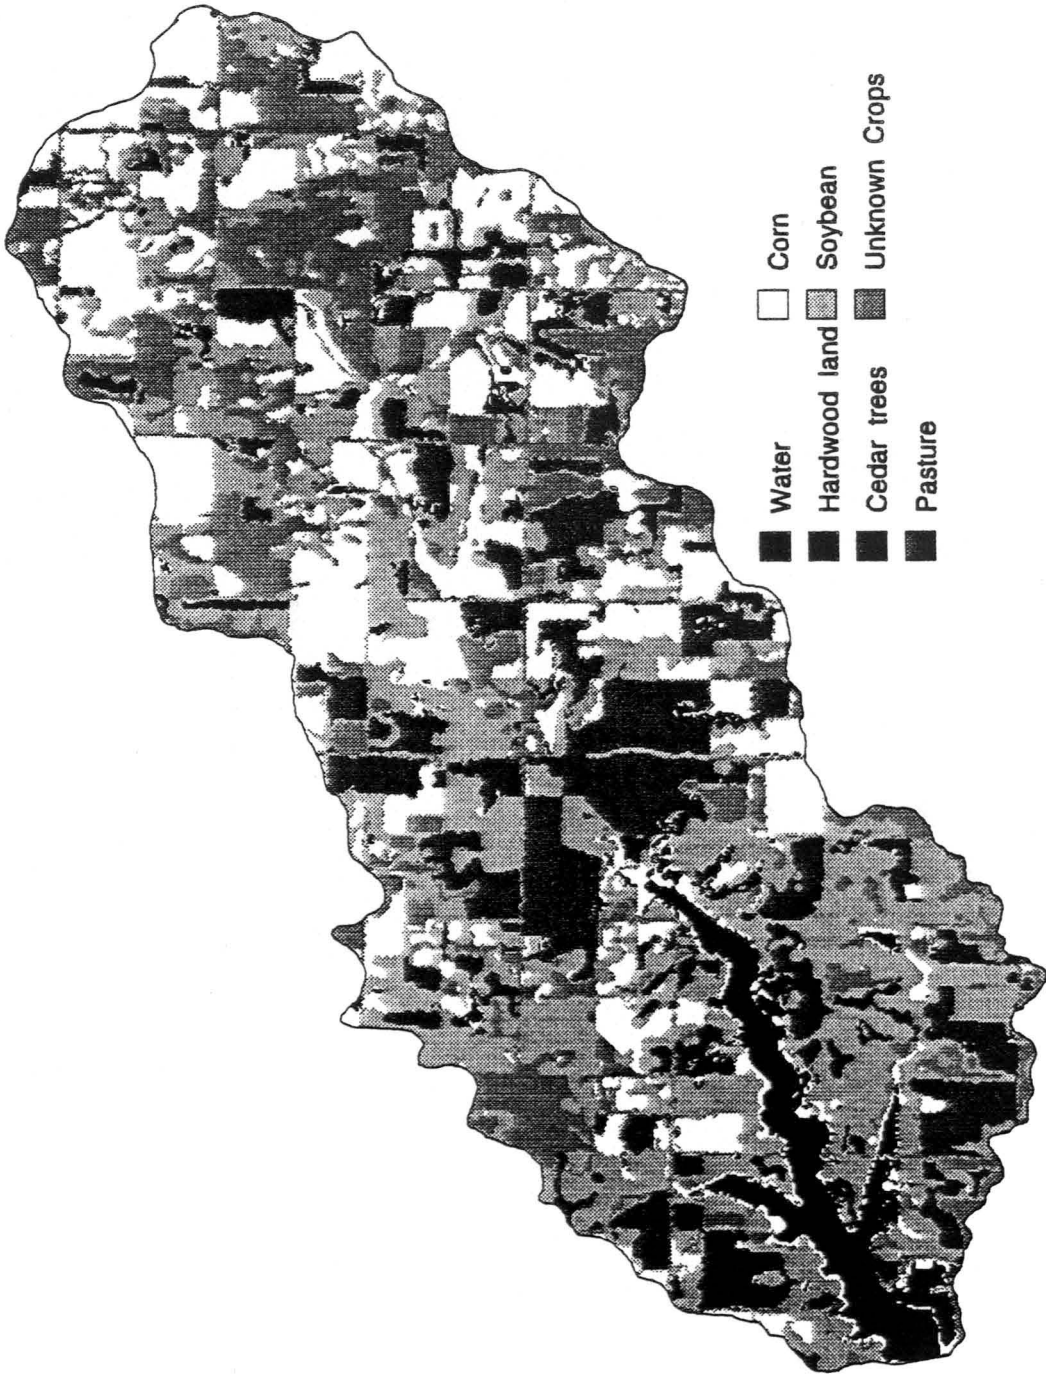 Water
Hardwood land
Cedar trees
Pasture
Corn
Soybean
Unknown Crops